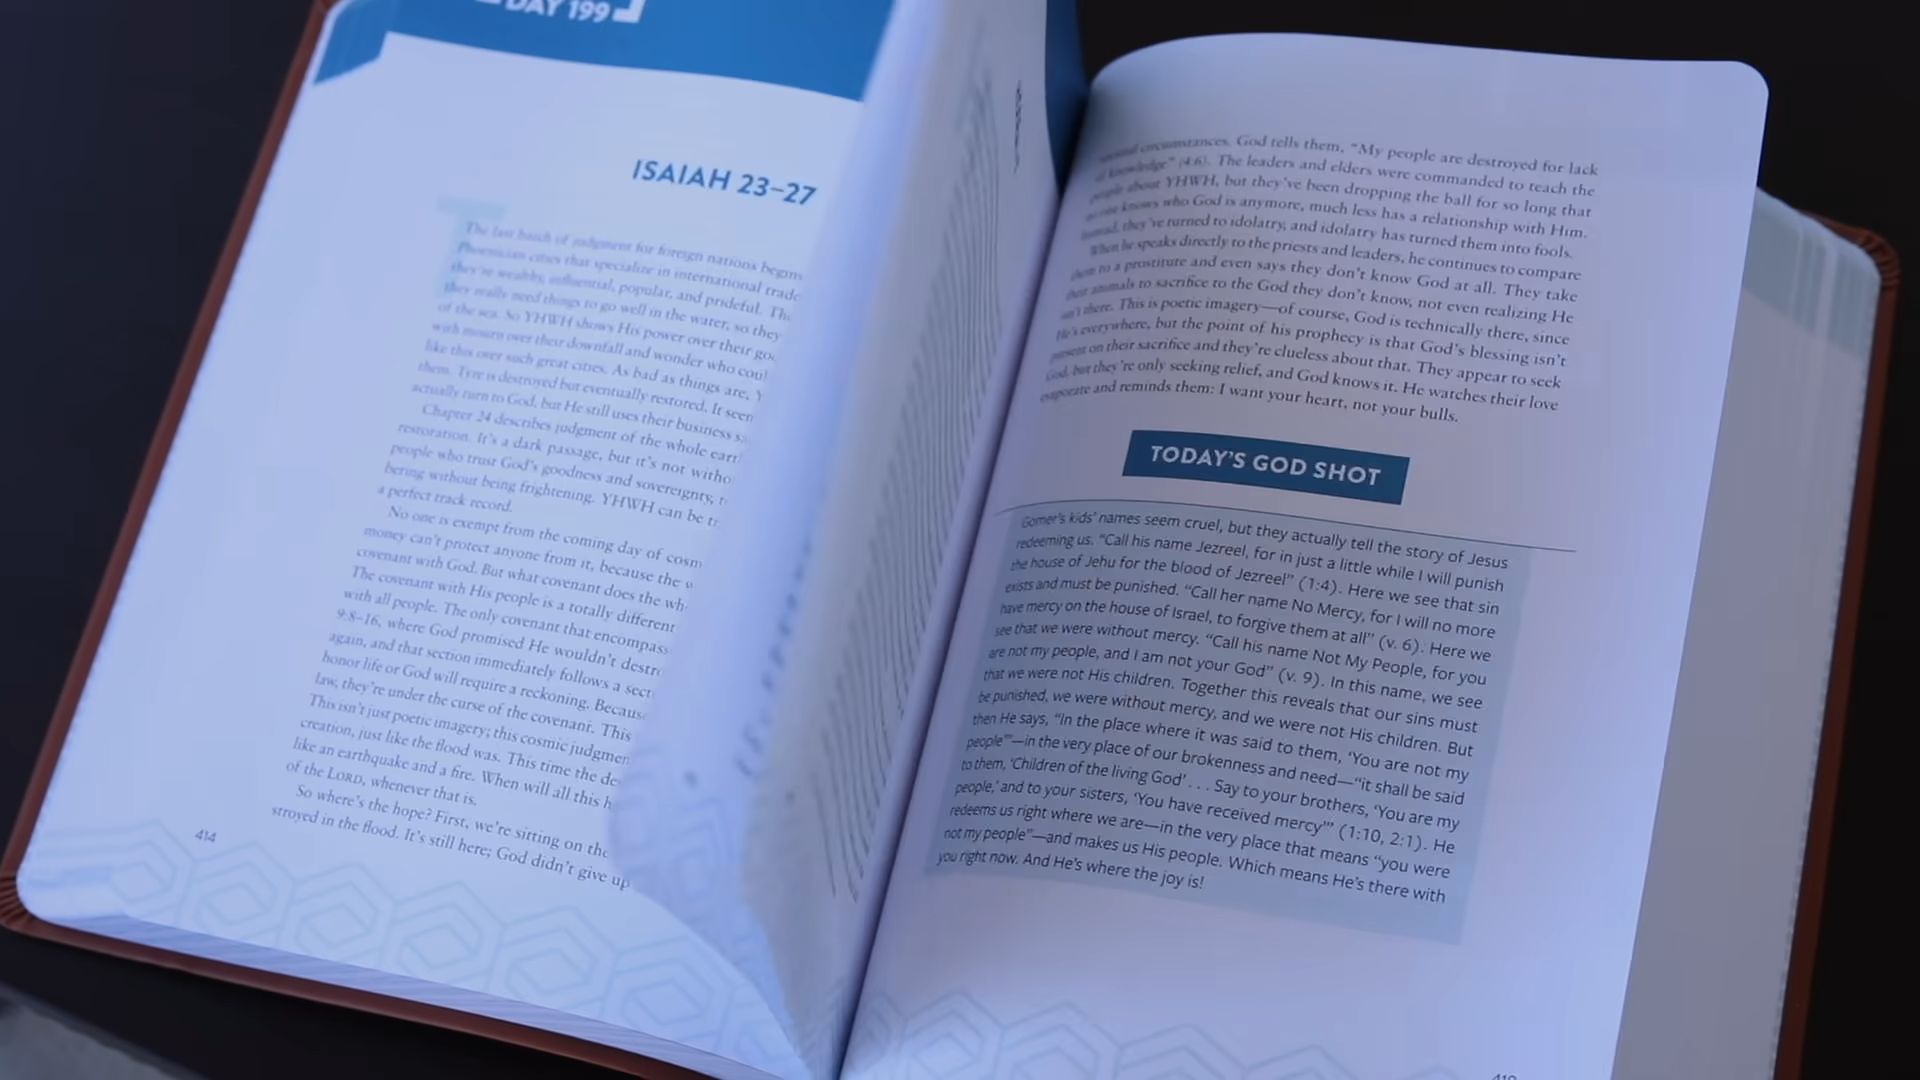 DAY 199
ISAIAH 23–27
The last batch of judgment for foreign nations begins
Phoenician cities that specialize in international trade
they're wealthy, influential, popular, and prideful.
they really need things to go well in the water, so they
of the sea. So YHWH shows His power over their
with mourn over their downfall and wonder who
like this over such great cities. As bad as things are,
them. Tyre is destroyed but eventually restored. It
actually turn to God, but He still uses their business
Chapter 24 describes judgment of the whole
restoration. It's a dark passage, but it's not
people who trust God's goodness and sovereignty,
bering without being frightening. YHWH can be
a perfect track record.
No one is exempt from the coming day of
money can't protect anyone from it, because the
covenant with God. But what covenant does the
The covenant with His people is a totally different
with all people. The only covenant that
9:8–16, where God promised He wouldn't
again, and that section immediately follows a
honor life or God will require a reckoning.
law, they're under the curse of the covenant. This
This isn't just poetic imagery; this cosmic
creation, just like the flood was. This time the
like an earthquake and a fire. When will all this
of the LORD, whenever that is.
So where's the hope? First, we're sitting on the
stroyed in the flood. It's still here; God didn't give up
414
circumstances. God tells them, “My people are destroyed for lack
of knowledge” (4:6). The leaders and elders were commanded to teach the
people about YHWH, but they've been dropping the ball for so long that
no one knows who God is anymore, much less has a relationship with Him.
Instead, they've turned to idolatry, and idolatry has turned them into fools.
When he speaks directly to the priests and leaders, he continues to compare
them to a prostitute and even says they don't know God at all. They take
their animals to sacrifice to the God they don't know, not even realizing He
isn't there. This is poetic imagery—of course, God is technically there, since
He's everywhere, but the point of his prophecy is that God's blessing isn't
present on their sacrifice and they're clueless about that. They appear to seek
God, but they're only seeking relief, and God knows it. He watches their love
evaporate and reminds them: I want your heart, not your bulls.
TODAY'S GOD SHOT
Gomer's kids' names seem cruel, but they actually tell the story of Jesus
redeeming us. “Call his name Jezreel, for in just a little while I will punish
the house of Jehu for the blood of Jezreel” (1:4). Here we see that sin
exists and must be punished. “Call her name No Mercy, for I will no more
have mercy on the house of Israel, to forgive them at all” (v. 6). Here we
see that we were without mercy. “Call his name Not My People, for you
are not my people, and I am not your God” (v. 9). In this name, we see
that we were not His children. Together this reveals that our sins must
be punished, we were without mercy, and we were not His children. But
then He says, “In the place where it was said to them, ‘You are not my
people’”—in the very place of our brokenness and need—“it shall be said
to them, ‘Children of the living God’ . . . Say to your brothers, ‘You are my
people,’ and to your sisters, ‘You have received mercy’” (1:10, 2:1). He
redeems us right where we are—in the very place that means “you were
not my people”—and makes us His people. Which means He's there with
you right now. And He's where the joy is!